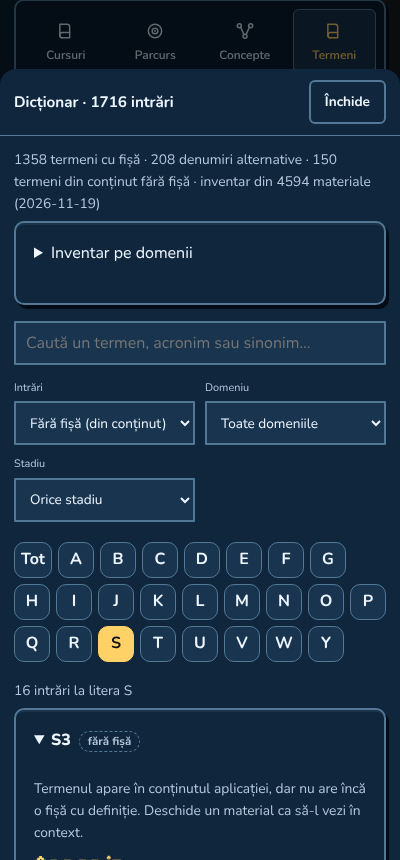 Cursuri Parcurs Concepte Termeni
Dicționar · 1716 intrări Închide
1358 termeni cu fișă · 208 denumiri alternative · 150
termeni din conținut fără fișă · inventar din 4594 materiale
(2026-11-19)
Inventar pe domenii
Caută un termen, acronim sau sinonim...
Intrări Domeniu
Fără fișă (din conținut) Toate domeniile
Stadiu
Orice stadiu
Tot A B C D E F G
H I J K L M N O P
Q R S T U V W Y
16 intrări la litera S
S3 fără fișă
Termenul apare în conținutul aplicației, dar nu are încă
o fișă cu definiție. Deschide un material ca să-l vezi în
context.